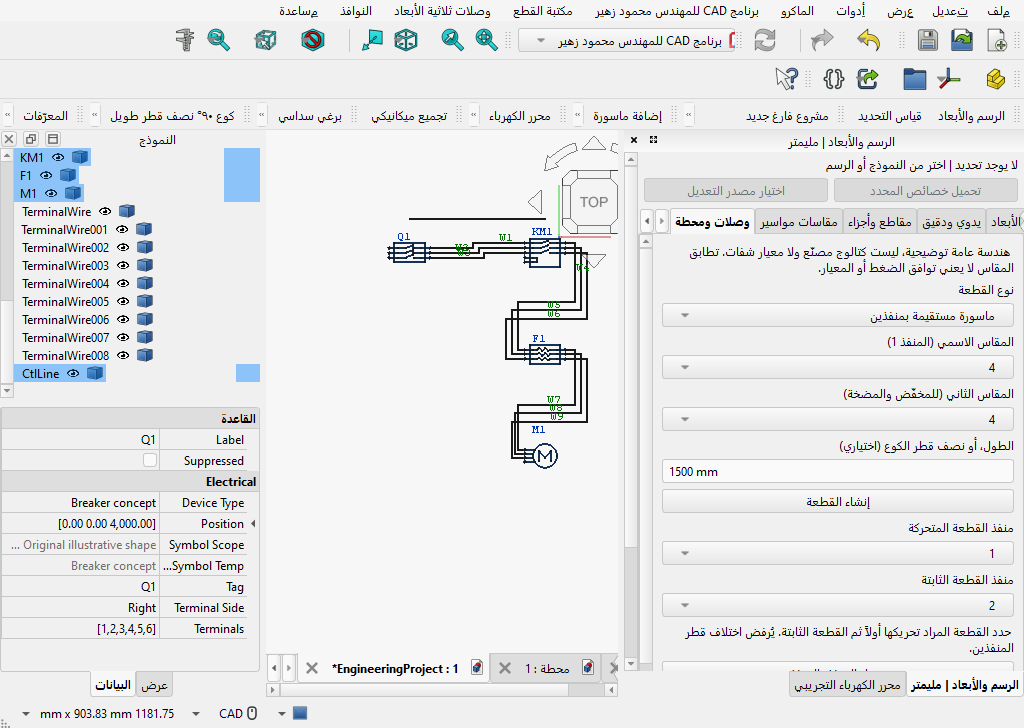 ملف
تعديل
عرض
أدوات
الماكرو
برنامج CAD للمهندس محمود زهير
مكتبة القطع
وصلات ثلاثية الأبعاد
النوافذ
مساعدة
برنامج CAD للمهندس محمود زهير
الرسم والأبعاد
قياس التحديد
مشروع فارغ جديد
إضافة ماسورة
محرر الكهرباء
تجميع ميكانيكي
برغي سداسي
كوع ٩٠° نصف قطر طويل
المعرّفات
الرسم والأبعاد | مليمتر
لا يوجد تحديد | اختر من النموذج أو الرسم
تحميل خصائص المحدد
اختيار مصدر التعديل
الأبعاد
يدوي ودقيق
مقاطع وأجزاء
مقاسات مواسير
وصلات ومحطة
هندسة عامة توضيحية، ليست كتالوج مصنّع ولا معيار شفات. تطابق
المقاس لا يعني توافق الضغط أو المعيار.
نوع القطعة
ماسورة مستقيمة بمنفذين
المقاس الاسمي (المنفذ 1)
4
المقاس الثاني (للمخفّض والمضخة)
4
الطول، أو نصف قطر الكوع (اختياري)
1500 mm
إنشاء القطعة
منفذ القطعة المتحركة
1
منفذ القطعة الثابتة
2
حدد القطعة المراد تحريكها أولاً ثم القطعة الثابتة. يُرفض اختلاف قطر
المنفذين.
الرسم والأبعاد | مليمتر
محرر الكهرباء التجريبي
TOP
Q1
W1
KM1
W2
W3
W4
W5
W6
F1
W7
W8
W9
M1
M
محطة : 1
EngineeringProject : 1*
النموذج
KM1
F1
M1
TerminalWire
TerminalWire001
TerminalWire002
TerminalWire003
TerminalWire004
TerminalWire005
TerminalWire006
TerminalWire007
TerminalWire008
CtlLine
القاعدة
Label
Q1
Suppressed
Electrical
Device Type
Breaker concept
Position
[0.00 0.00 4,000.00]
Symbol Scope
Original illustrative shape ...
Symbol Temp...
Breaker concept
Tag
Q1
Terminal Side
Right
Terminals
[1,2,3,4,5,6]
عرض
البيانات
CAD
mm x 903.83 mm 1181.75